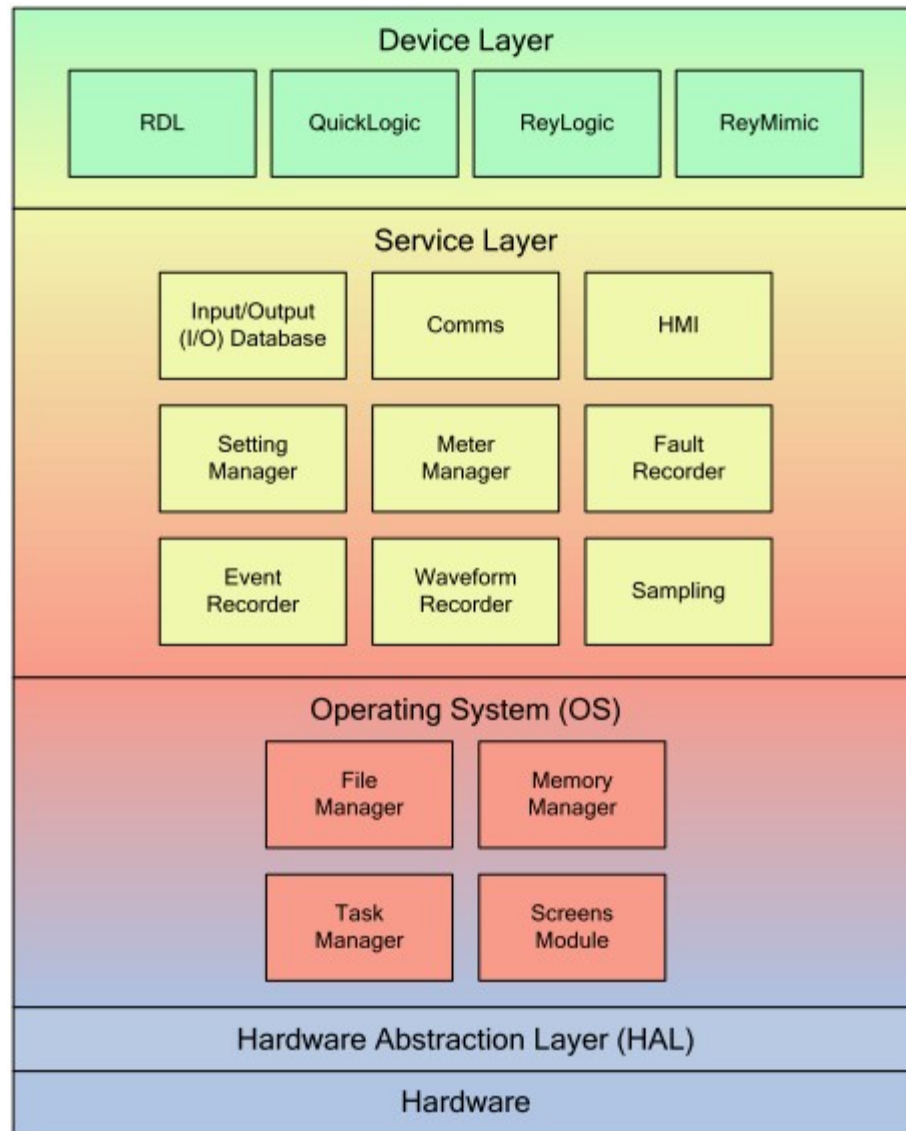 Device Layer
RDL
QuickLogic
ReyLogic
ReyMimic
Service Layer
Input/Output
(I/O) Database
Comms
HMI
Setting
Manager
Meter
Manager
Fault
Recorder
Event
Recorder
Waveform
Recorder
Sampling
Operating System (OS)
File
Manager
Memory
Manager
Task
Manager
Screens
Module
Hardware Abstraction Layer (HAL)
Hardware